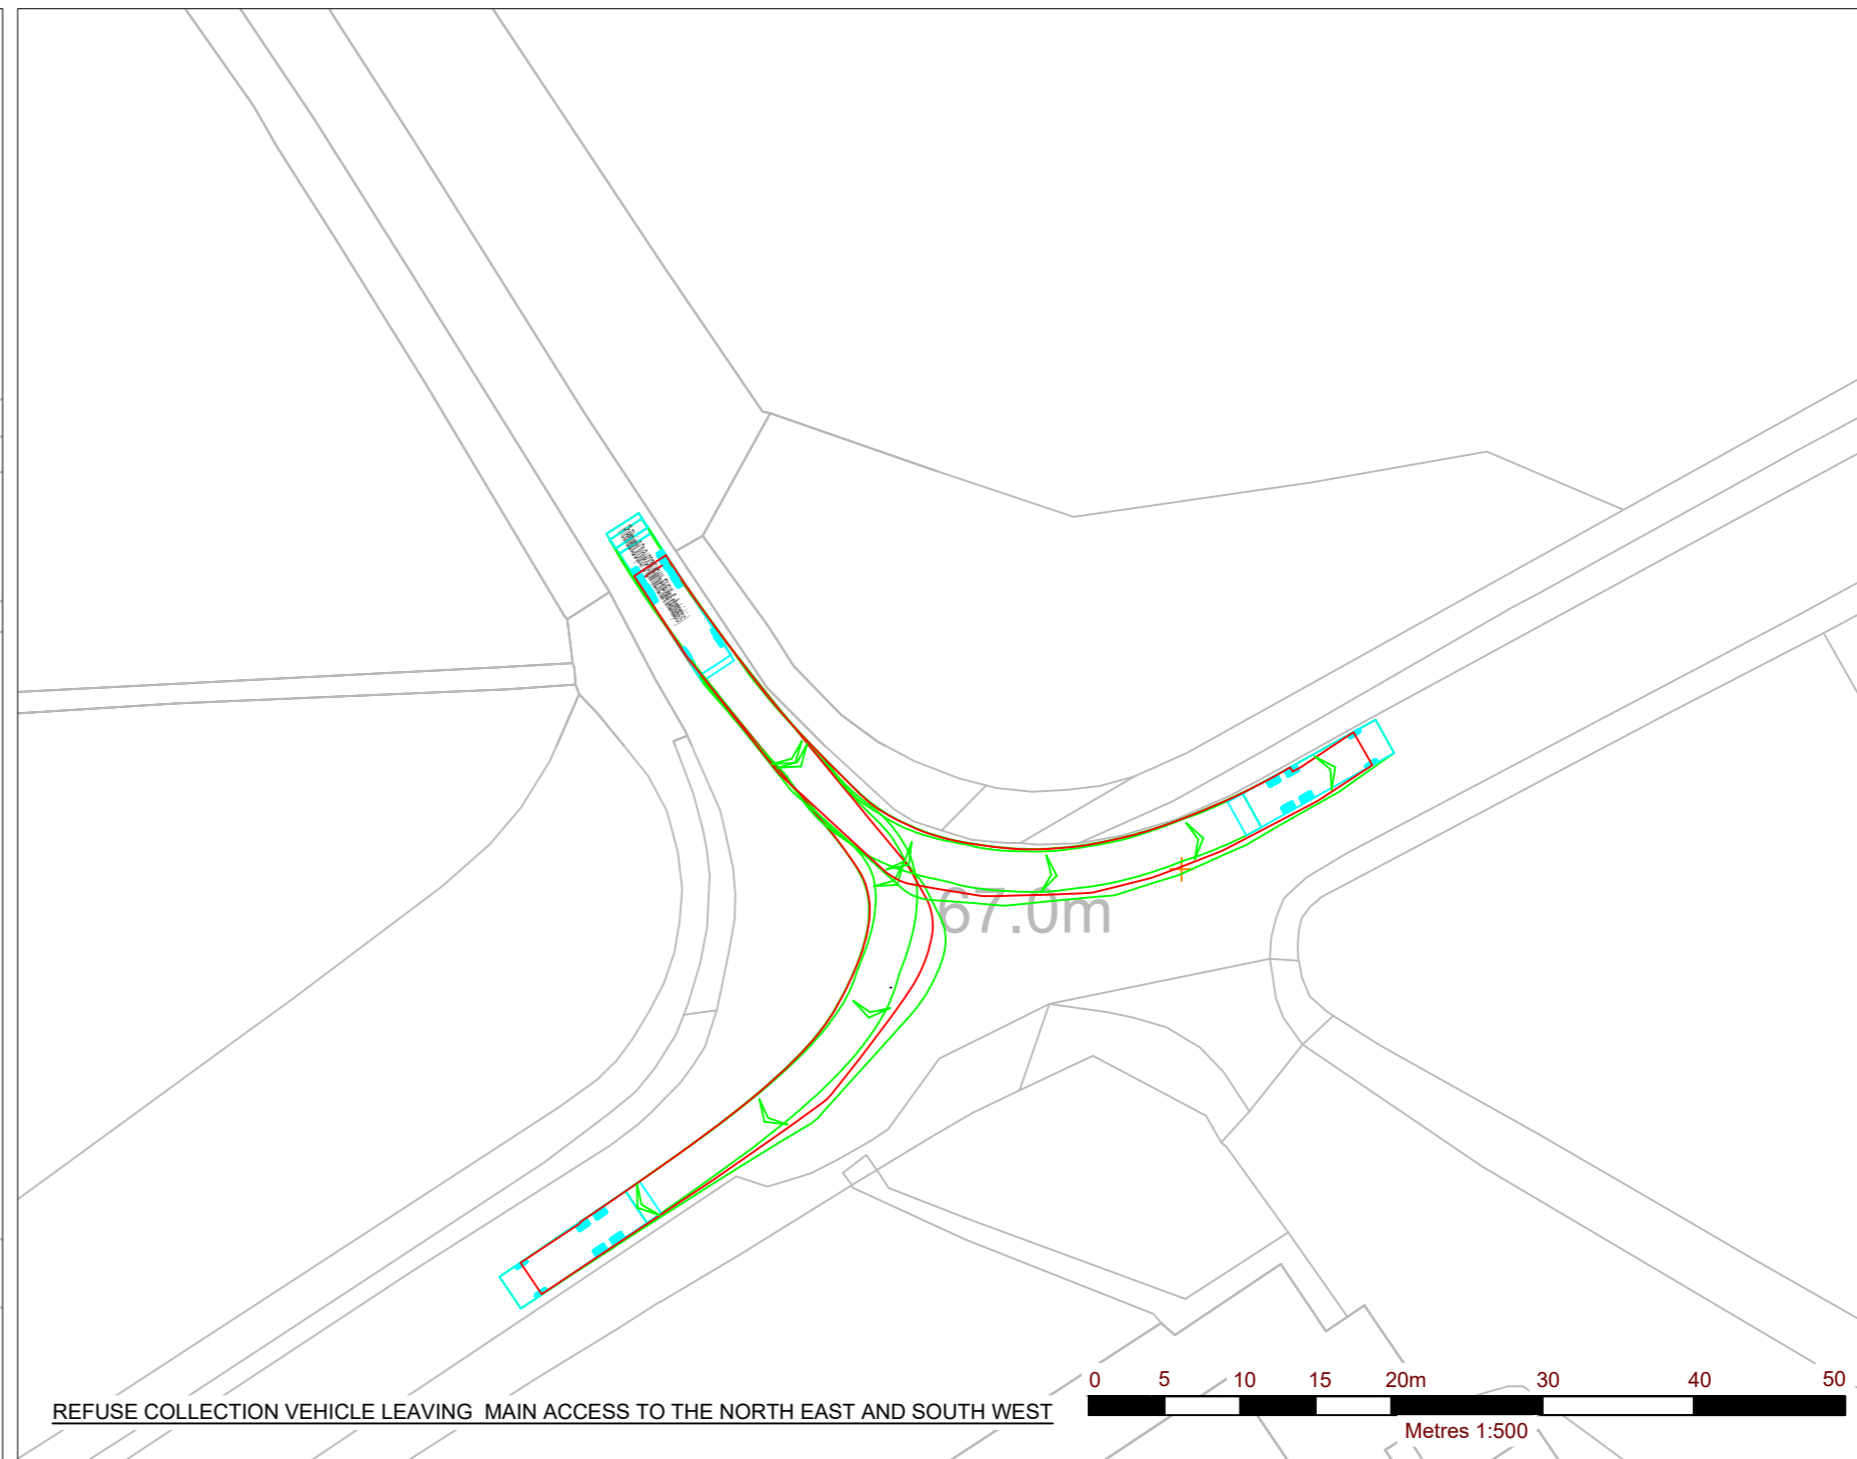 67.0m
REFUSE COLLECTION VEHICLE LEAVING MAIN ACCESS TO THE NORTH EAST AND SOUTH WEST
0 5 10 15 20m 30 40 50
Metres 1:500